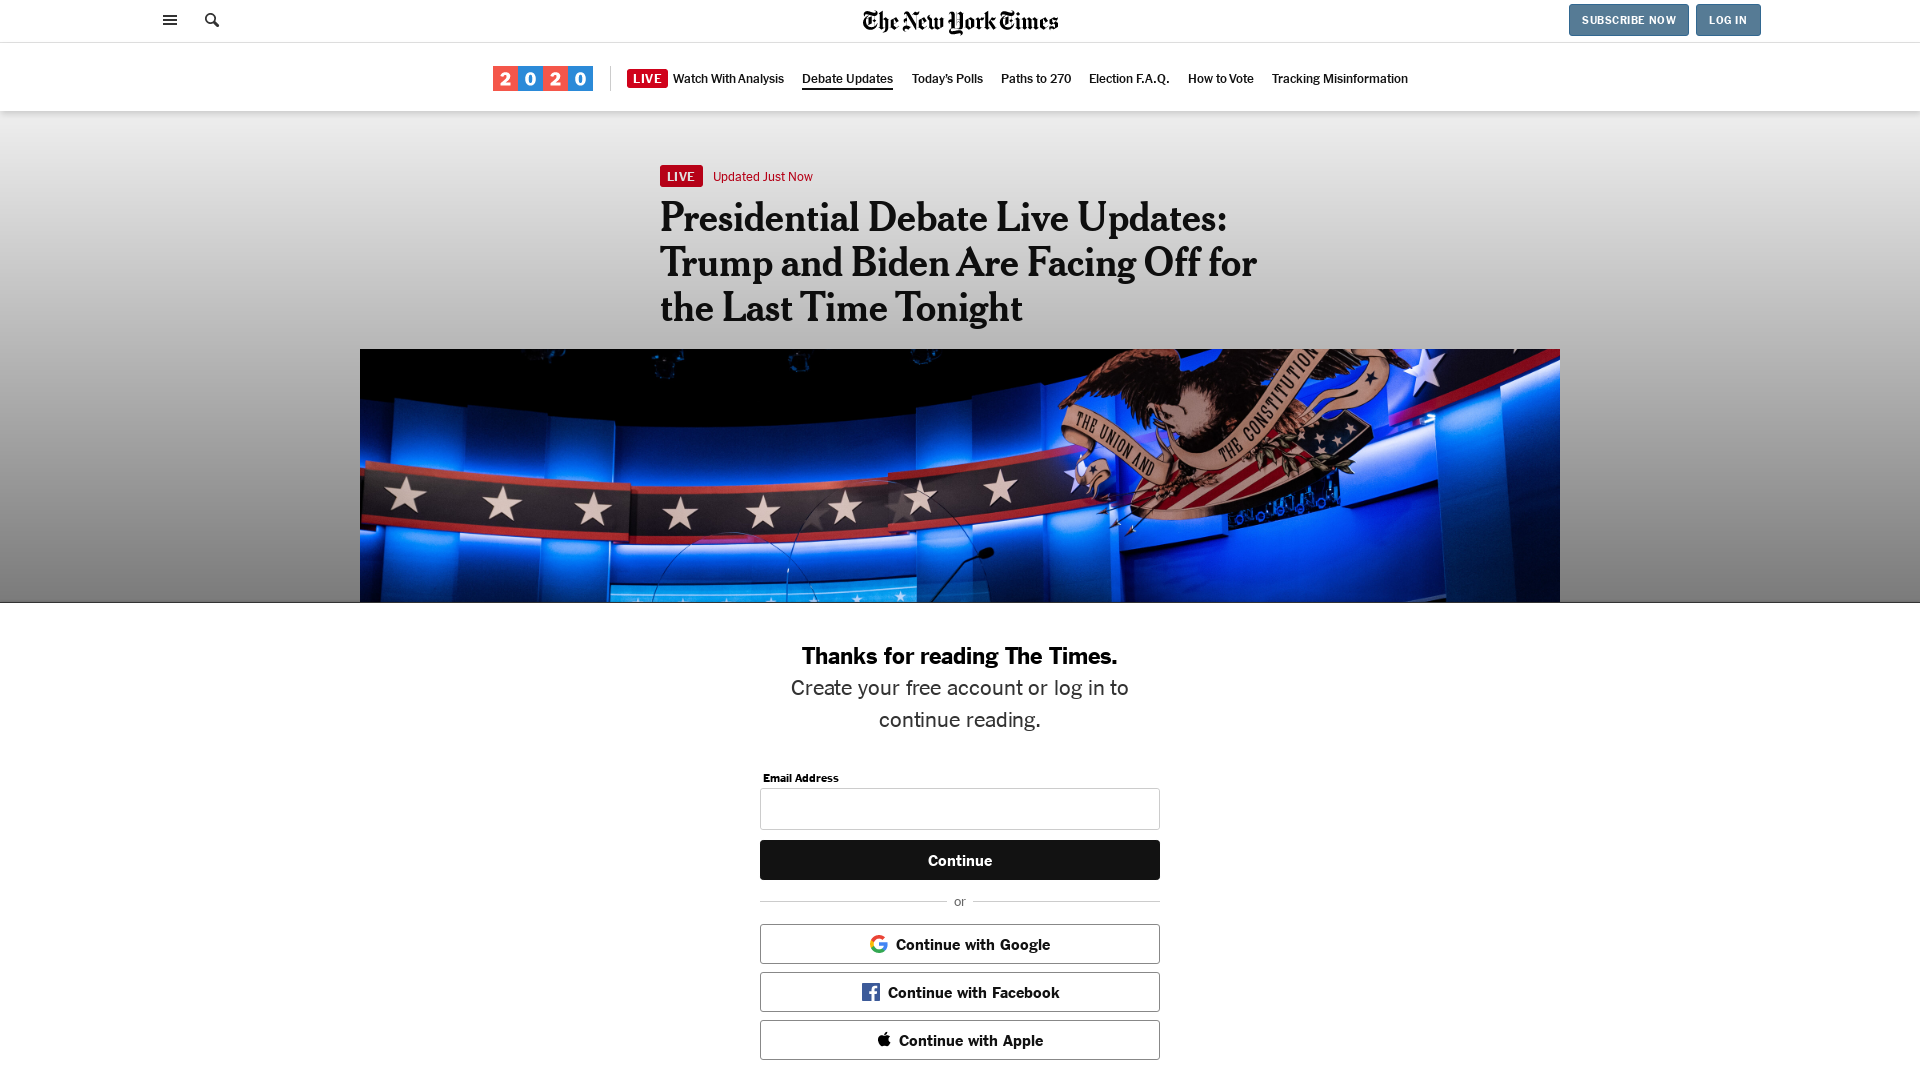 The New York Times
SUBSCRIBE NOW
LOG IN
2020
LIVE Watch With Analysis
Debate Updates
Today's Polls
Paths to 270
Election F.A.Q.
How to Vote
Tracking Misinformation
LIVE Updated Just Now
Presidential Debate Live Updates:
Trump and Biden Are Facing Off for
the Last Time Tonight
THE UNION AND
THE CONSTITUTION
Thanks for reading The Times.
Create your free account or log in to
continue reading.
Email Address
Continue
or
Continue with Google
Continue with Facebook
Continue with Apple